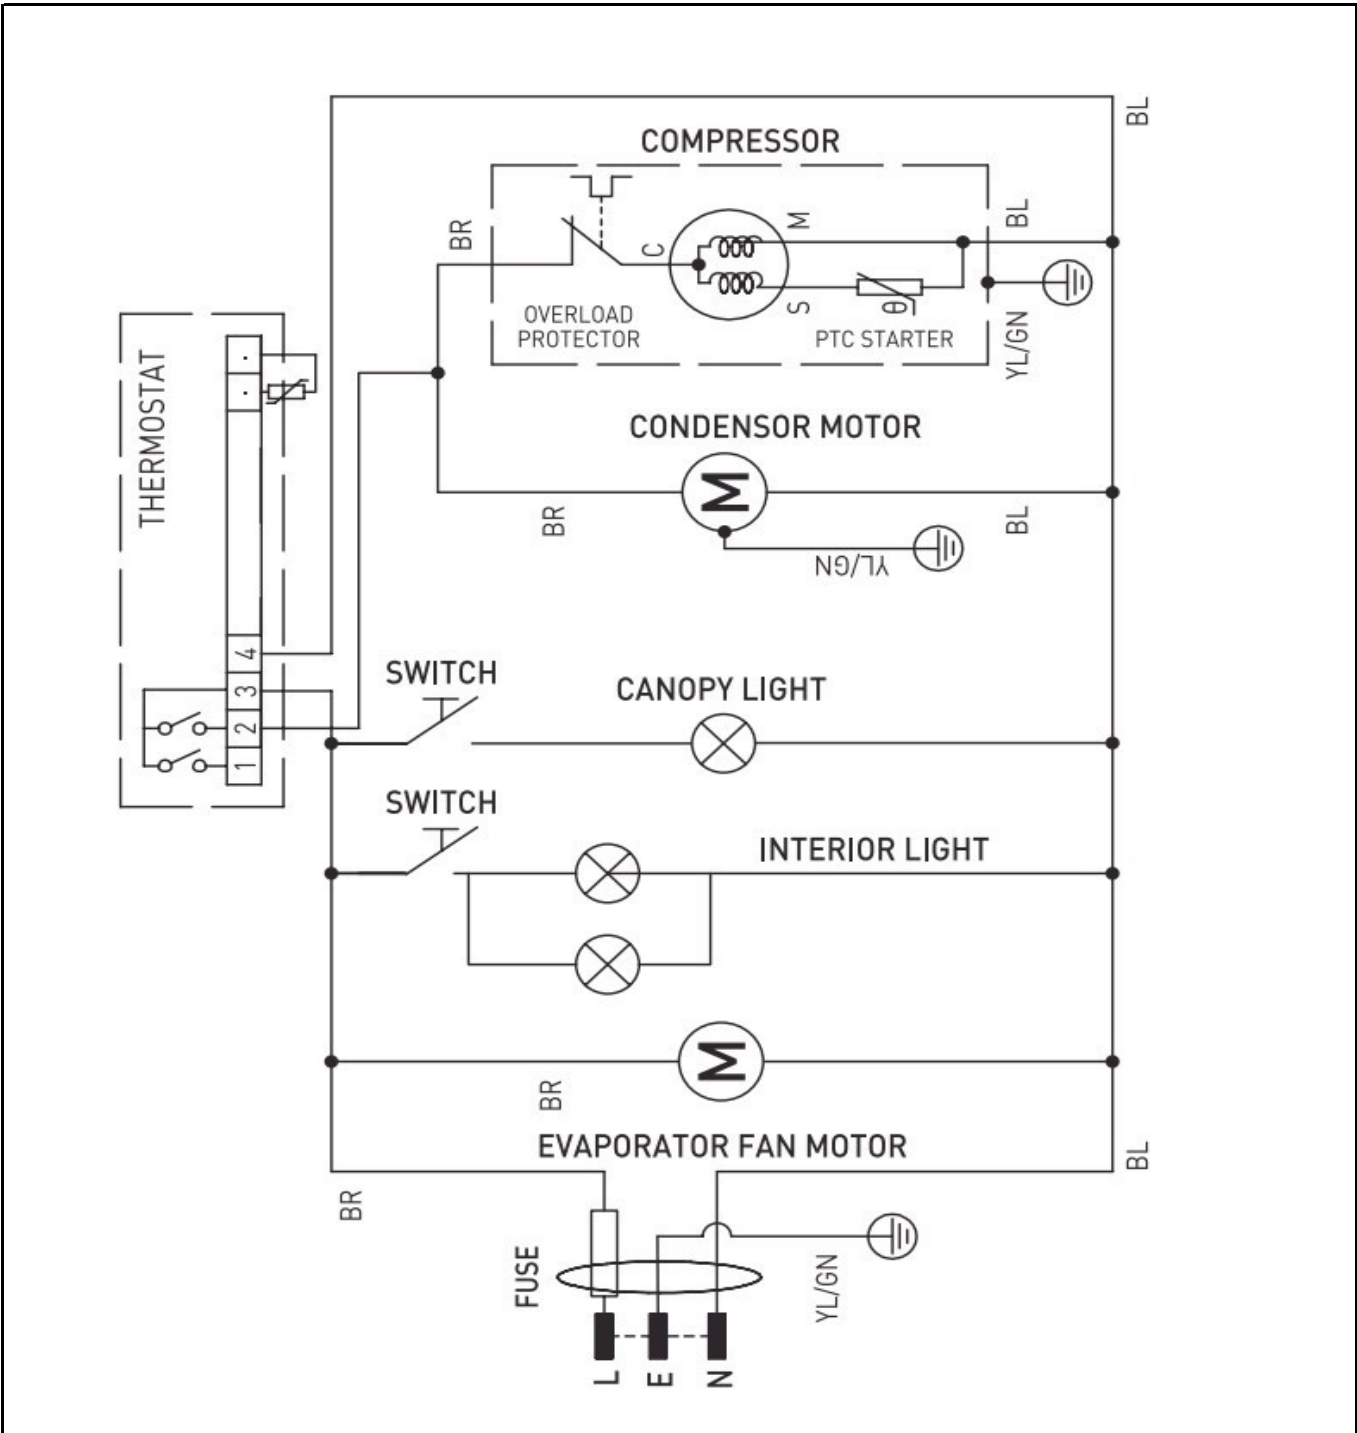 BL
COMPRESSOR
BR
C
M
BL
S
θ
OVERLOAD
PROTECTOR
PTC STARTER
YL/GN
THERMOSTAT
CONDENSOR MOTOR
M
BR
BL
YL/GN
4
3
2
1
SWITCH
CANOPY LIGHT
SWITCH
INTERIOR LIGHT
M
BR
EVAPORATOR FAN MOTOR
BL
BR
FUSE
YL/GN
L
E
N